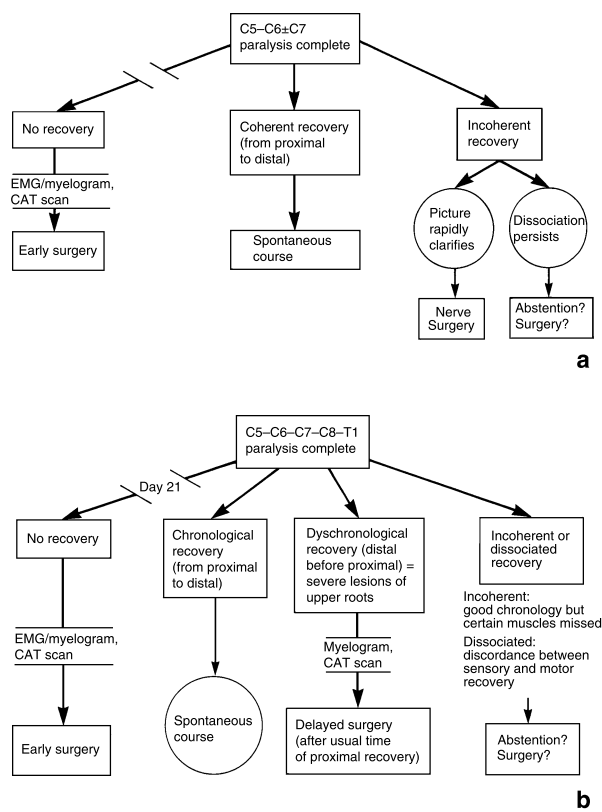 C5–C6±C7
paralysis complete
No recovery
Coherent recovery
(from proximal
to distal)
Incoherent
recovery
EMG/myelogram,
CAT scan
Picture
rapidly
clarifies
Dissociation
persists
Early surgery
Spontaneous
course
Nerve
Surgery
Abstention?
Surgery?
a
C5–C6–C7–C8–T1
paralysis complete
Day 21
No recovery
Chronological
recovery
(from proximal
to distal)
Dyschronological
recovery (distal
before proximal) =
severe lesions of
upper roots
Incoherent or
dissociated
recovery
Incoherent:
good chronology but
certain muscles missed
Dissociated:
discordance between
sensory and motor
recovery
EMG/myelogram,
CAT scan
Myelogram,
CAT scan
Early surgery
Spontaneous
course
Delayed surgery
(after usual time
of proximal recovery)
Abstention?
Surgery?
b